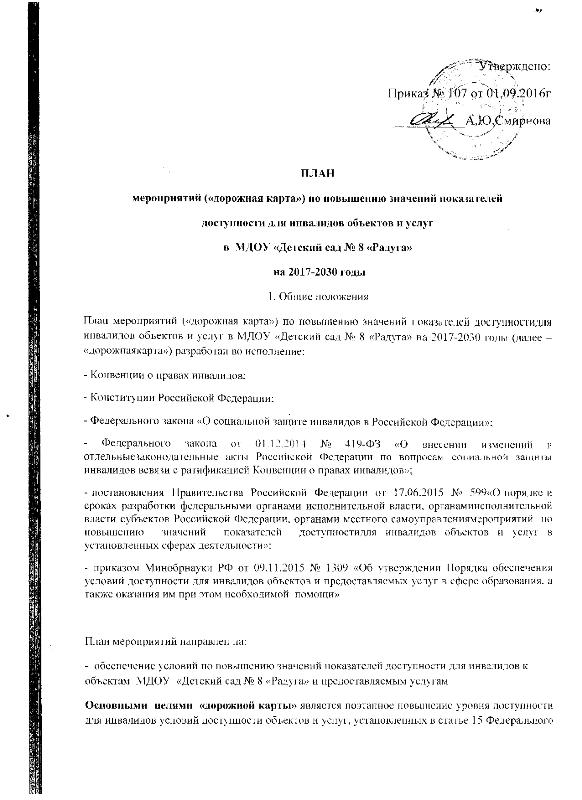 Утверждено:
Приказ № 107 от 01.09.2016г
А.Ю.Смирнова
ПЛАН
мероприятий («дорожная карта») по повышению значений показателей
доступности для инвалидов объектов и услуг
в МДОУ «Детский сад № 8 «Радуга»
на 2017-2030 годы
1. Общие положения
План мероприятий («дорожная карта») по повышению значений показателей доступностидля
инвалидов объектов и услуг в МДОУ «Детский сад № 8 «Радуга» на 2017-2030 годы (далее –
«дорожнаякарта») разработан во исполнение:
- Конвенции о правах инвалидов;
- Конституции Российской Федерации;
- Федерального закона «О социальной защите инвалидов в Российской Федерации»;
- Федерального закона от 01.12.2014 № 419-ФЗ «О внесении изменений в
отдельныезаконодательные акты Российской Федерации по вопросам социальной защиты
инвалидов всвязи с ратификацией Конвенции о правах инвалидов»;
- постановления Правительства Российской Федерации от 17.06.2015 № 599«О порядке и
сроках разработки федеральными органами исполнительной власти, органамиисполнительной
власти субъектов Российской Федерации, органами местного самоуправлениямероприятий по
повышению значений показателей доступностидля инвалидов объектов и услуг в
установленных сферах деятельности»;
- приказом Минобрнауки РФ от 09.11.2015 № 1309 «Об утверждении Порядка обеспечения
условий доступности для инвалидов объектов и предоставляемых услуг в сфере образования, а
также оказания им при этом необходимой помощи»
План мероприятий направлен на:
- обеспечение условий по повышению значений показателей доступности для инвалидов к
объектам МДОУ «Детский сад № 8 «Радуга» и предоставляемым услугам
Основными целями «дорожной карты» является поэтапное повышение уровня доступности
для инвалидов условий доступности объектов и услуг, установленных в статье 15 Федерального